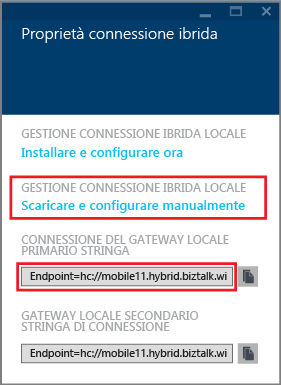 Proprietà connessione ibrida
GESTIONE CONNESSIONE IBRIDA LOCALE
Installare e configurare ora
GESTIONE CONNESSIONE IBRIDA LOCALE
Scaricare e configurare manualmente
CONNESSIONE DEL GATEWAY LOCALE
PRIMARIO STRINGA
Endpoint=hc://mobile11.hybrid.biztalk.wi
GATEWAY LOCALE SECONDARIO
STRINGA DI CONNESSIONE
Endpoint=hc://mobile11.hybrid.biztalk.wi